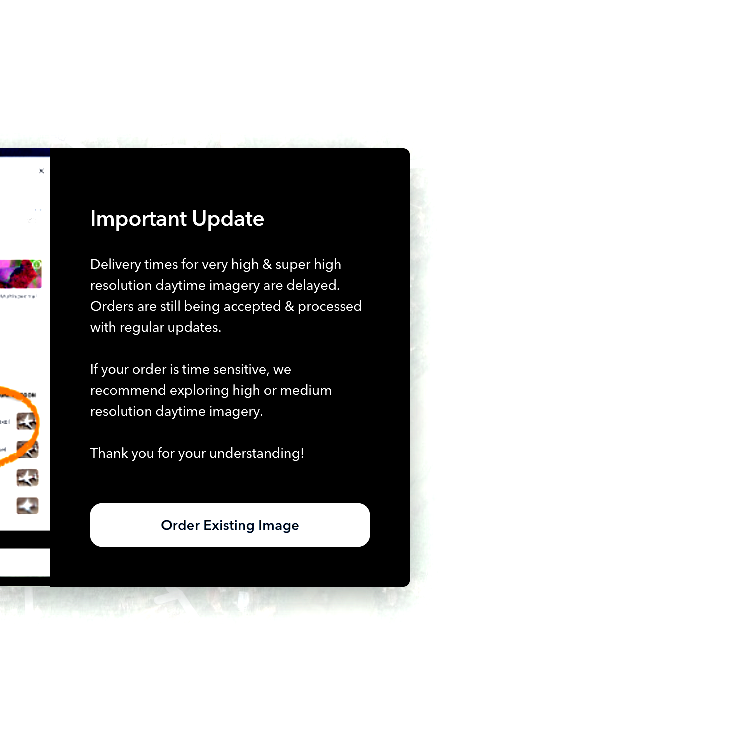 Important Update
Delivery times for very high & super high
resolution daytime imagery are delayed.
Orders are still being accepted & processed
with regular updates.
If your order is time sensitive, we
recommend exploring high or medium
resolution daytime imagery.
Thank you for your understanding!
Order Existing Image